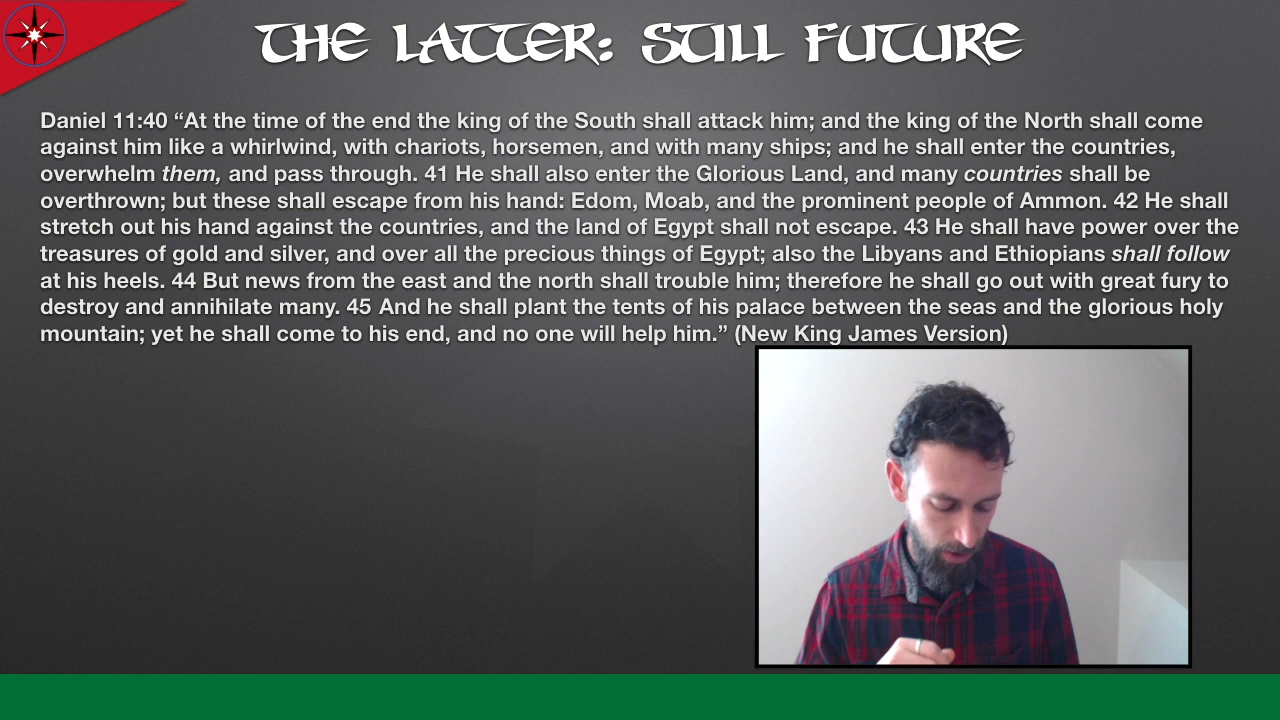 THE LATTER: STILL FUTURE
Daniel 11:40 “At the time of the end the king of the South shall attack him; and the king of the North shall come
against him like a whirlwind, with chariots, horsemen, and with many ships; and he shall enter the countries,
overwhelm them, and pass through. 41 He shall also enter the Glorious Land, and many countries shall be
overthrown; but these shall escape from his hand: Edom, Moab, and the prominent people of Ammon. 42 He shall
stretch out his hand against the countries, and the land of Egypt shall not escape. 43 He shall have power over the
treasures of gold and silver, and over all the precious things of Egypt; also the Libyans and Ethiopians shall follow
at his heels. 44 But news from the east and the north shall trouble him; therefore he shall go out with great fury to
destroy and annihilate many. 45 And he shall plant the tents of his palace between the seas and the glorious holy
mountain; yet he shall come to his end, and no one will help him.” (New King James Version)